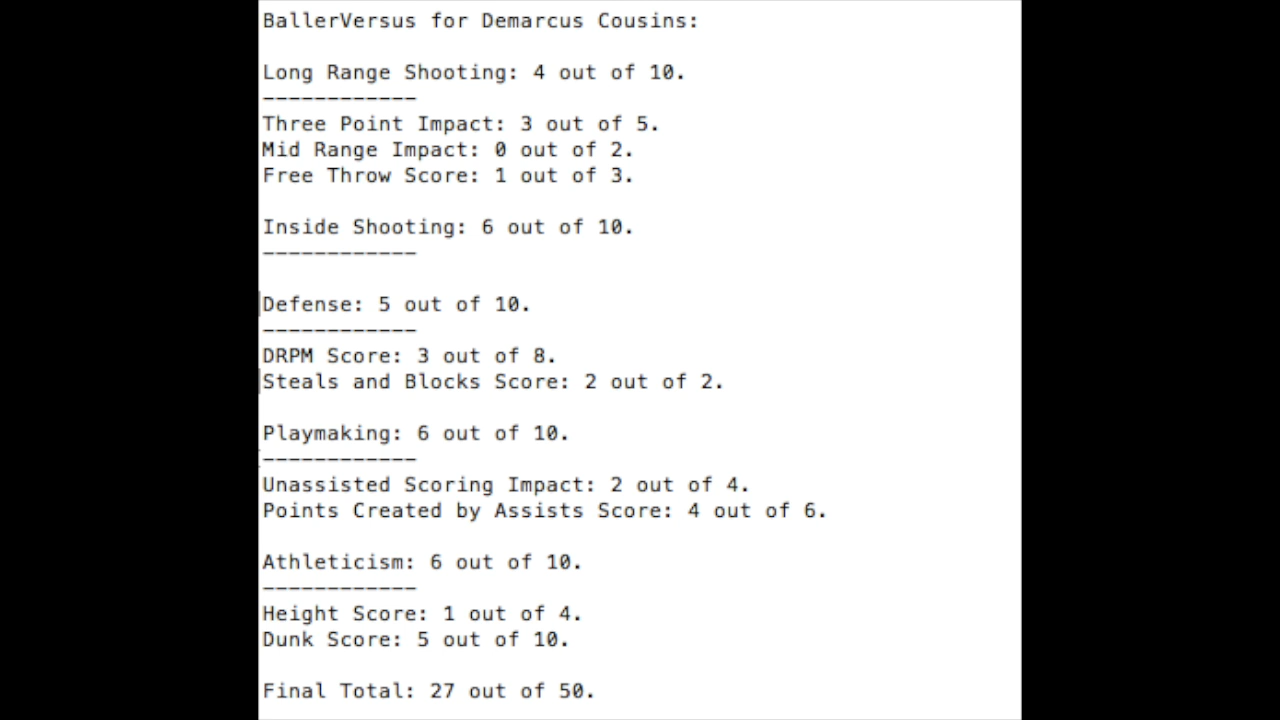 BallerVersus for Demarcus Cousins:
Long Range Shooting: 4 out of 10.
------------
Three Point Impact: 3 out of 5.
Mid Range Impact: 0 out of 2.
Free Throw Score: 1 out of 3.
Inside Shooting: 6 out of 10.
------------
Defense: 5 out of 10.
------------
DRPM Score: 3 out of 8.
Steals and Blocks Score: 2 out of 2.
Playmaking: 6 out of 10.
------------
Unassisted Scoring Impact: 2 out of 4.
Points Created by Assists Score: 4 out of 6.
Athleticism: 6 out of 10.
------------
Height Score: 1 out of 4.
Dunk Score: 5 out of 10.
Final Total: 27 out of 50.